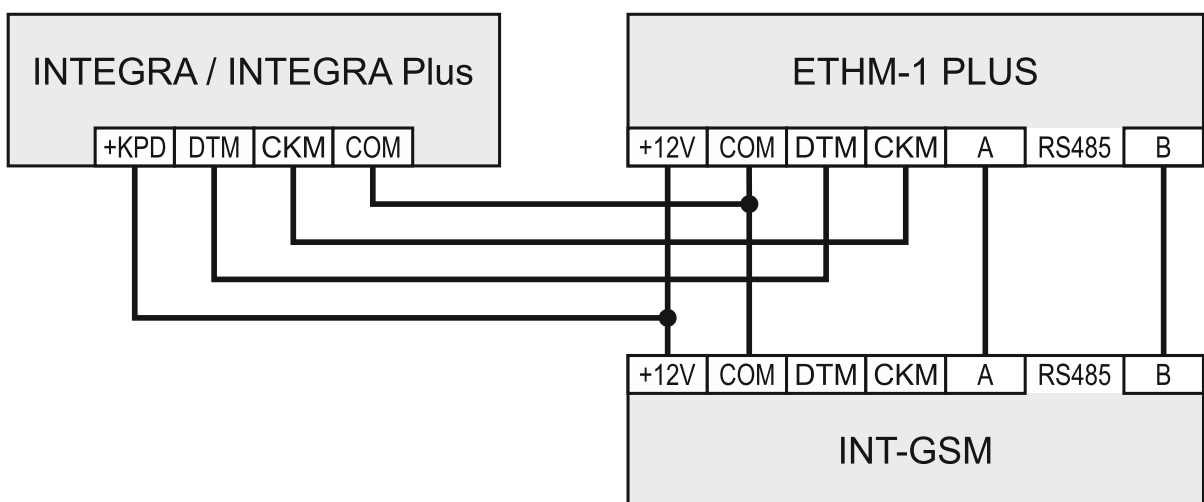 INTEGRA / INTEGRA Plus
+KPD DTM CKM COM
ETHM-1 PLUS
+12V COM DTM CKM A RS485 B
+12V COM DTM CKM A RS485 B
INT-GSM